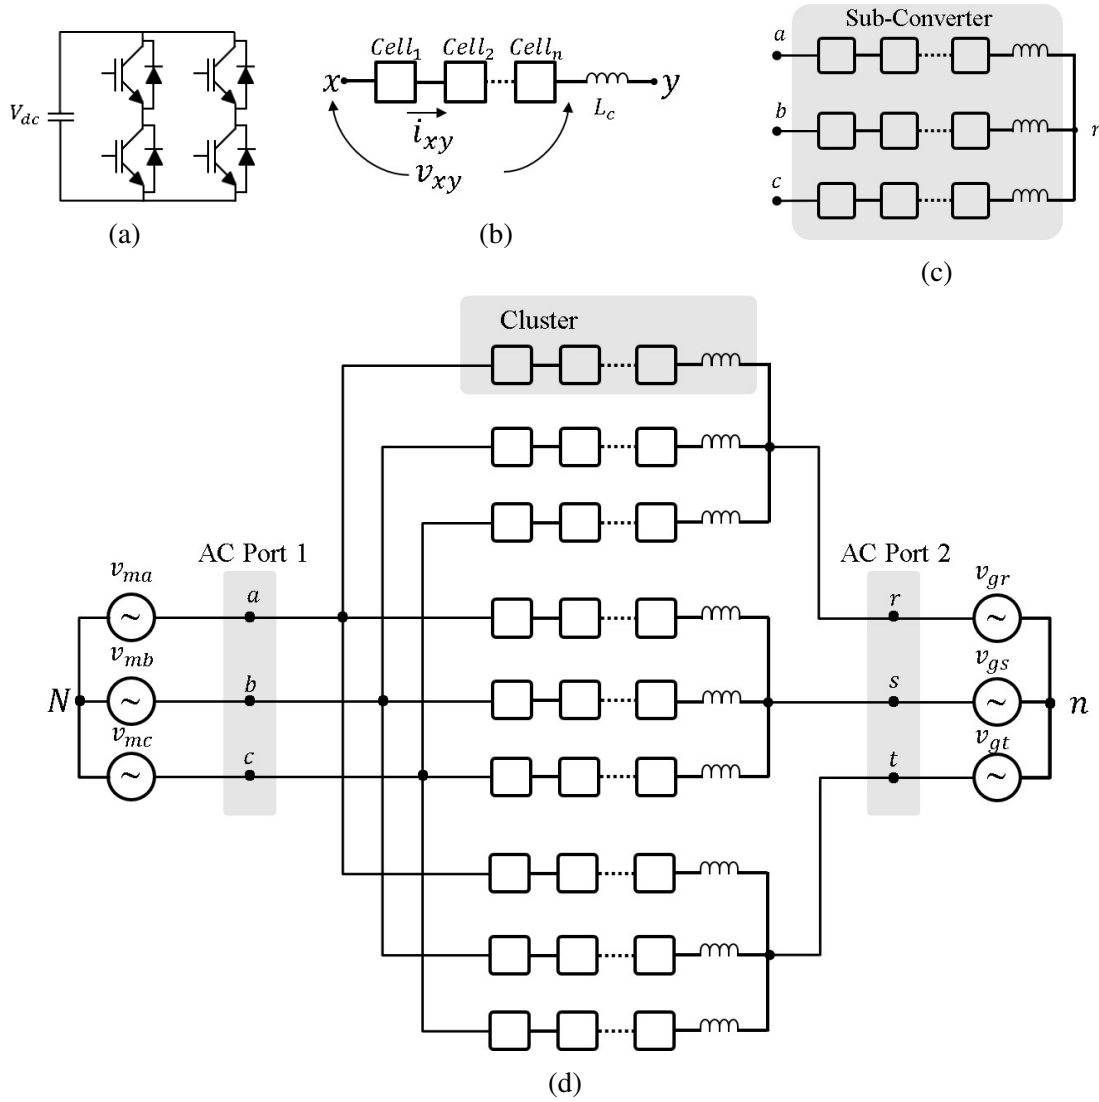 V_dc
(a)
Cell_1 Cell_2 Cell_n
x y
L_c
i_xy
v_xy
(b)
Sub-Converter
a
b
c
r
(c)
Cluster
AC Port 1
AC Port 2
v_ma
a
v_mb
N
b
v_mc
c
v_gr
r
v_gs
s
n
v_gt
t
(d)